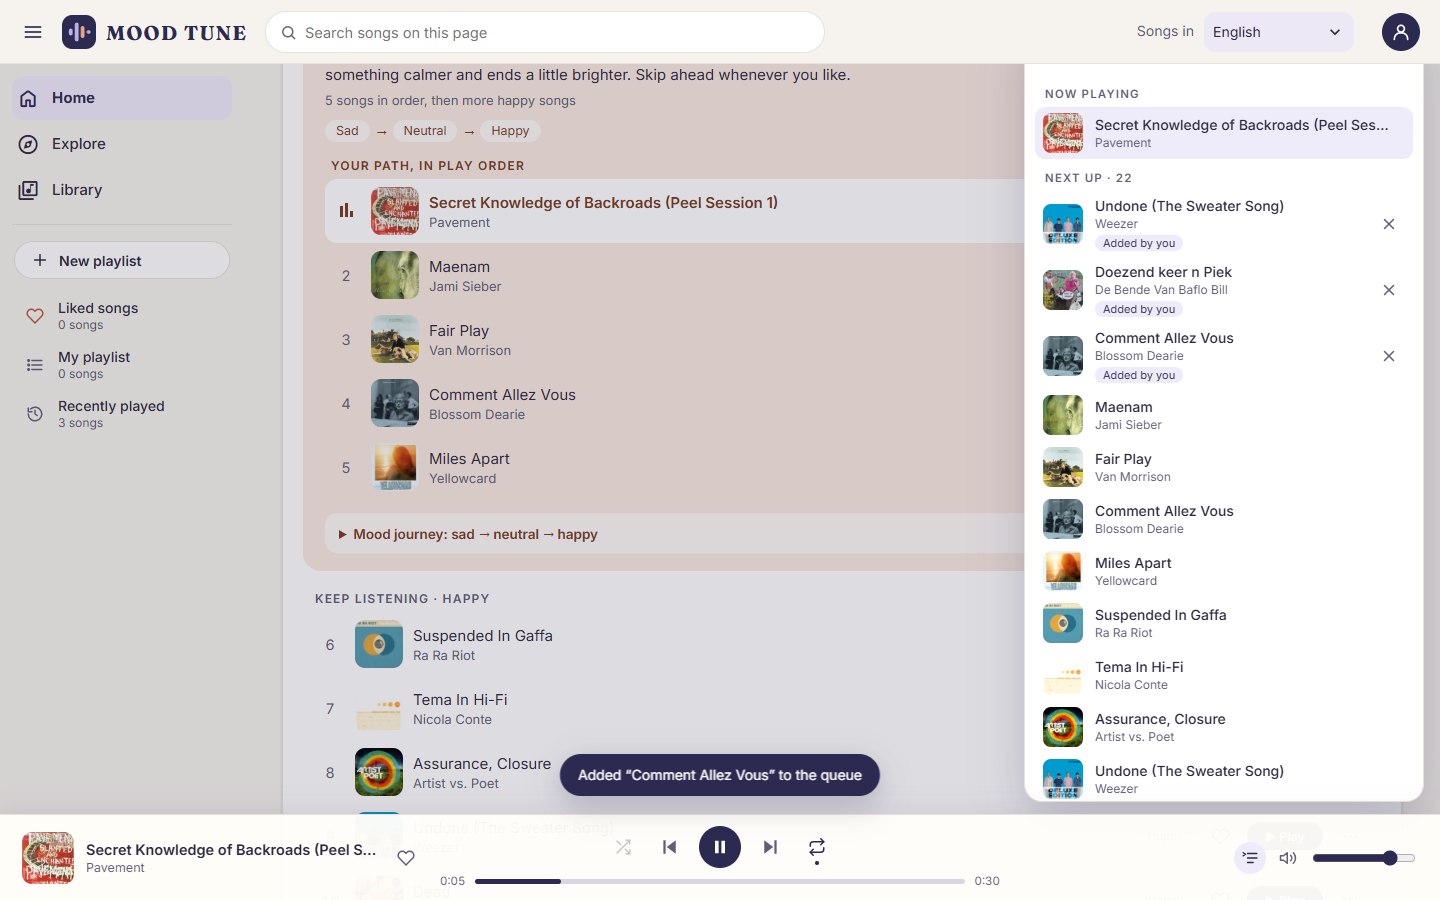 MOOD TUNE
Search songs on this page
Songs in
English
Home
Explore
Library
New playlist
Liked songs
0 songs
My playlist
0 songs
Recently played
3 songs
something calmer and ends a little brighter. Skip ahead whenever you like.
5 songs in order, then more happy songs
Sad → Neutral → Happy
YOUR PATH, IN PLAY ORDER
Secret Knowledge of Backroads (Peel Session 1)
Pavement
2
Maenam
Jami Sieber
3
Fair Play
Van Morrison
4
Comment Allez Vous
Blossom Dearie
5
Miles Apart
Yellowcard
Mood journey: sad → neutral → happy
KEEP LISTENING · HAPPY
6
Suspended In Gaffa
Ra Ra Riot
7
Tema In Hi-Fi
Nicola Conte
8
Assurance, Closure
Artist vs. Poet
Undone (The Sweater Song)
Added “Comment Allez Vous” to the queue
NOW PLAYING
Secret Knowledge of Backroads (Peel Ses...
Pavement
NEXT UP · 22
Undone (The Sweater Song)
Weezer
Added by you
Doezend keer n Piek
De Bende Van Baflo Bill
Added by you
Comment Allez Vous
Blossom Dearie
Added by you
Maenam
Jami Sieber
Fair Play
Van Morrison
Comment Allez Vous
Blossom Dearie
Miles Apart
Yellowcard
Suspended In Gaffa
Ra Ra Riot
Tema In Hi-Fi
Nicola Conte
Assurance, Closure
Artist vs. Poet
Undone (The Sweater Song)
Weezer
Secret Knowledge of Backroads (Peel S...
Pavement
0:05
0:30
Play